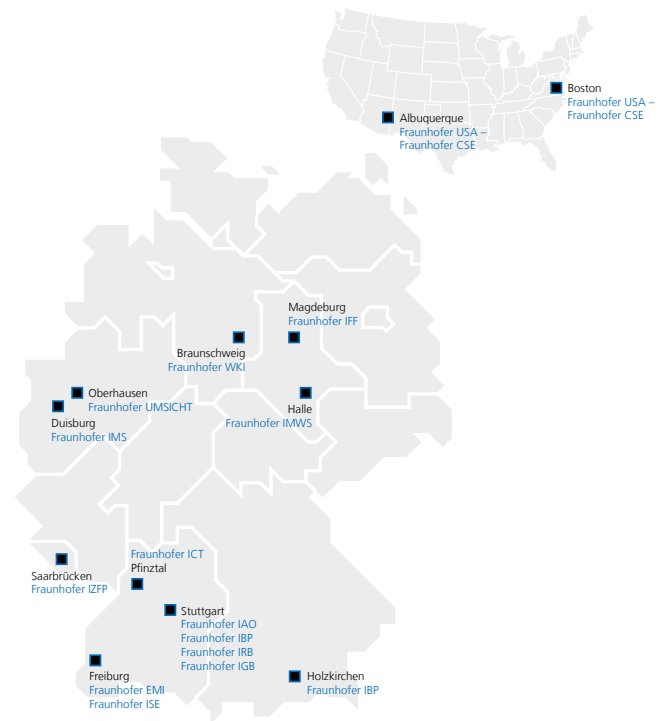 Boston
Fraunhofer USA –
Fraunhofer CSE
Albuquerque
Fraunhofer USA –
Fraunhofer CSE
Magdeburg
Fraunhofer IFF
Braunschweig
Fraunhofer WKI
Oberhausen
Fraunhofer UMSICHT
Duisburg
Fraunhofer IMS
Halle
Fraunhofer IMWS
Fraunhofer ICT
Pfinztal
Saarbrücken
Fraunhofer IZFP
Stuttgart
Fraunhofer IAO
Fraunhofer IBP
Fraunhofer IRB
Fraunhofer IGB
Freiburg
Fraunhofer EMI
Fraunhofer ISE
Holzkirchen
Fraunhofer IBP